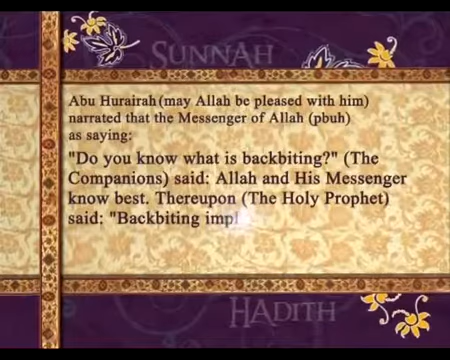 SUNNAH
Abu Hurairah (may Allah be pleased with him)
narrated that the Messenger of Allah (pbuh)
as saying:
"Do you know what is backbiting?" (The
Companions) said: Allah and His Messenger
know best. Thereupon (The Holy Prophet)
said: "Backbiting impl
HADITH